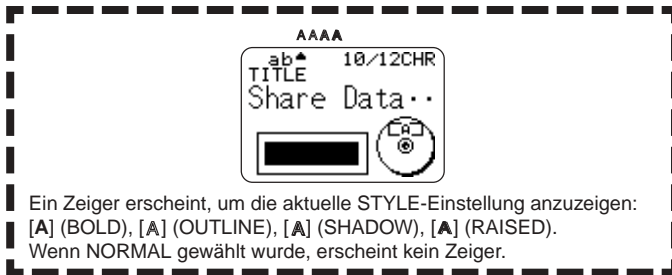 AAAA
ab 10/12CHR
TITLE
Share Data··
A
Ein Zeiger erscheint, um die aktuelle STYLE-Einstellung anzuzeigen:
[A] (BOLD), [A] (OUTLINE), [A] (SHADOW), [A] (RAISED).
Wenn NORMAL gewählt wurde, erscheint kein Zeiger.